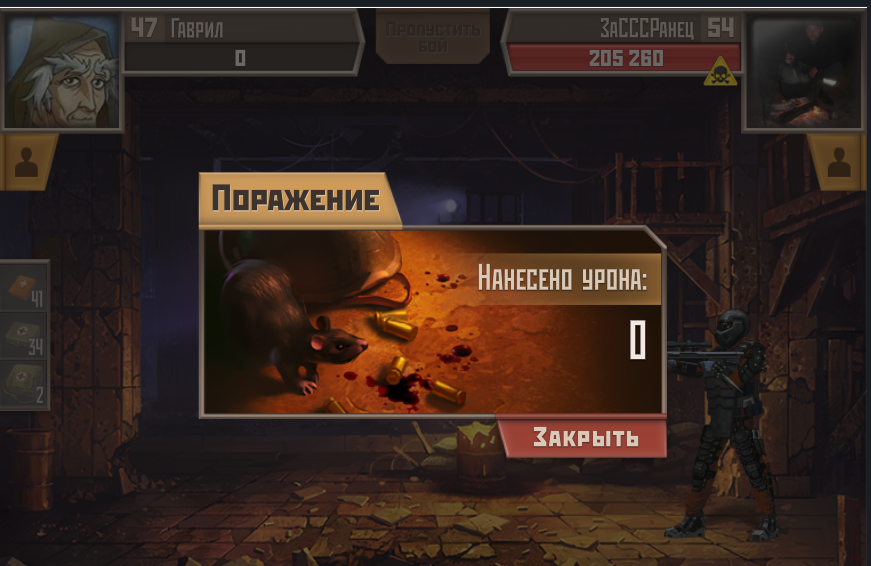 47 Гаврил
0
Пропустить
бой
ЗаСССРанец 54
205 260
Поражение
Нанесено урона:
0
41
34
2
Закрыть